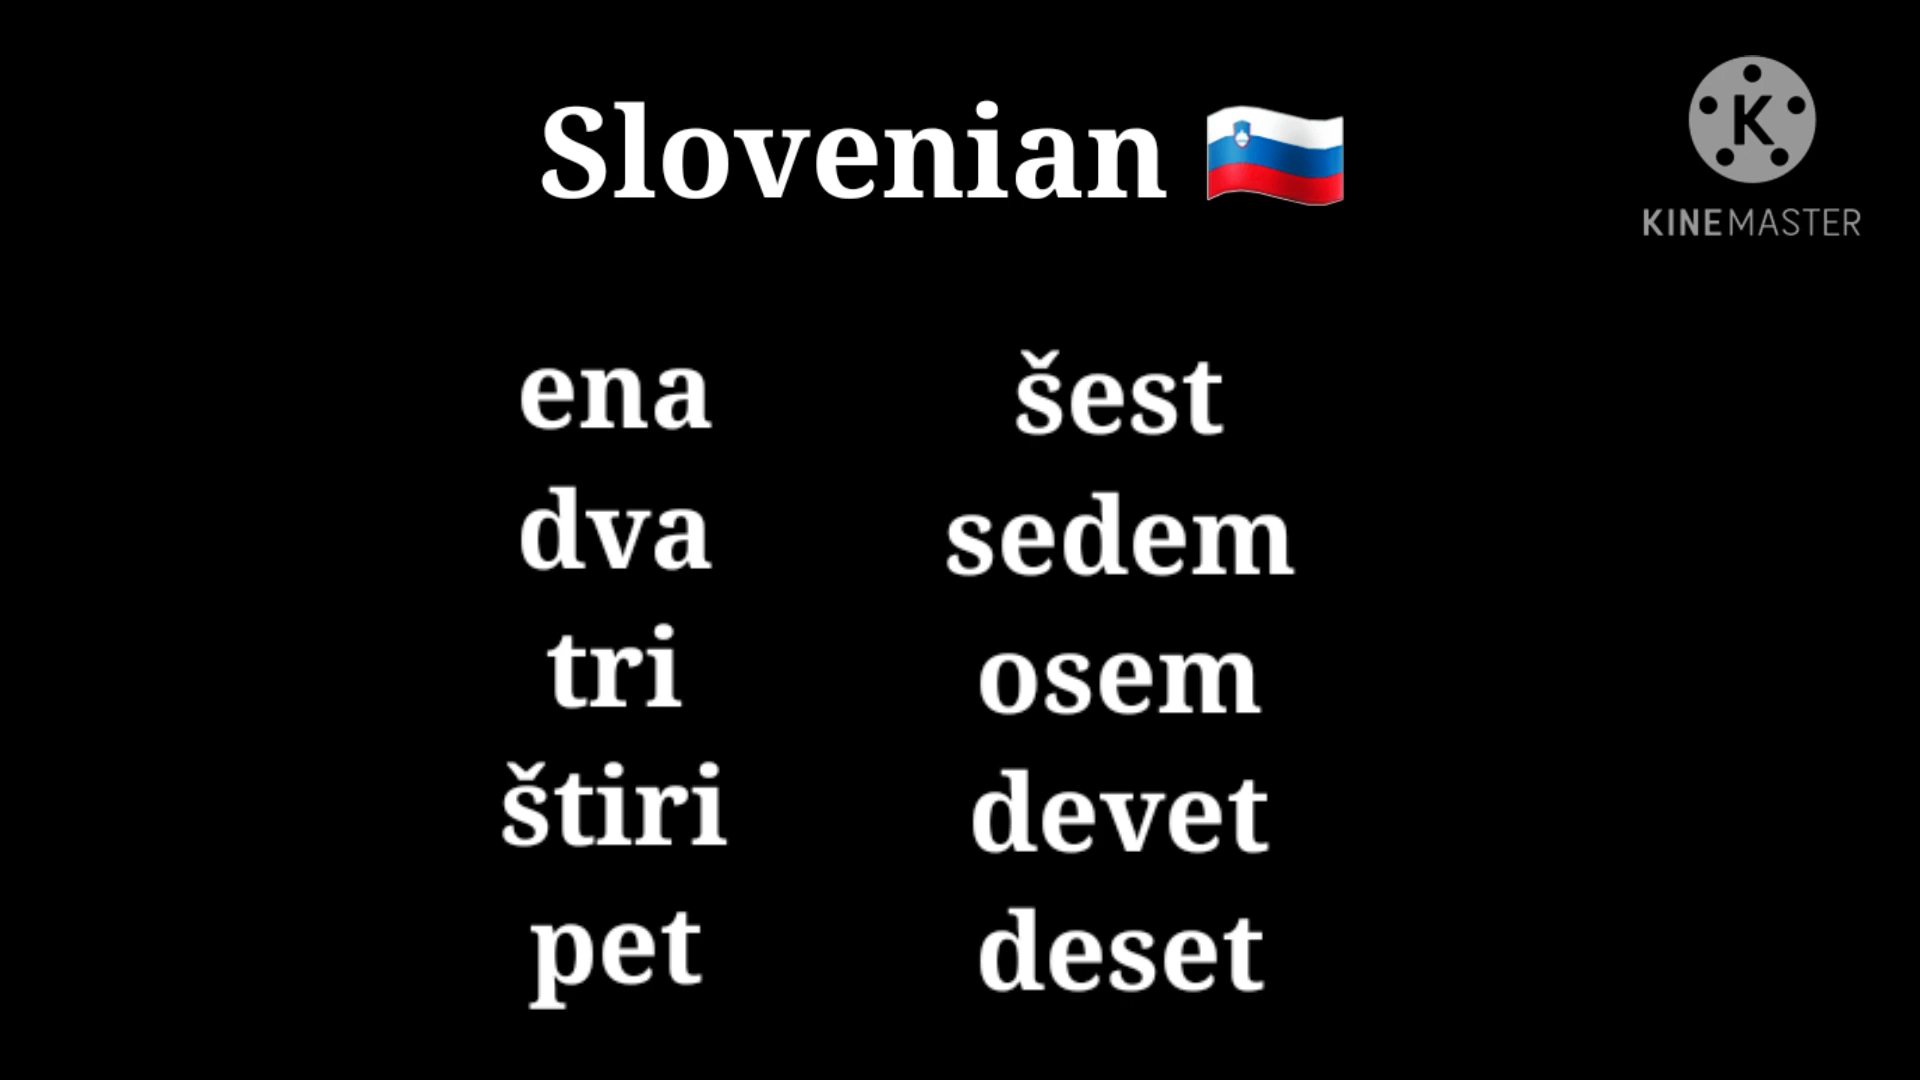 Slovenian 🇸🇮
K
KINEMASTER
ena
dva
tri
štiri
pet
šest
sedem
osem
devet
deset